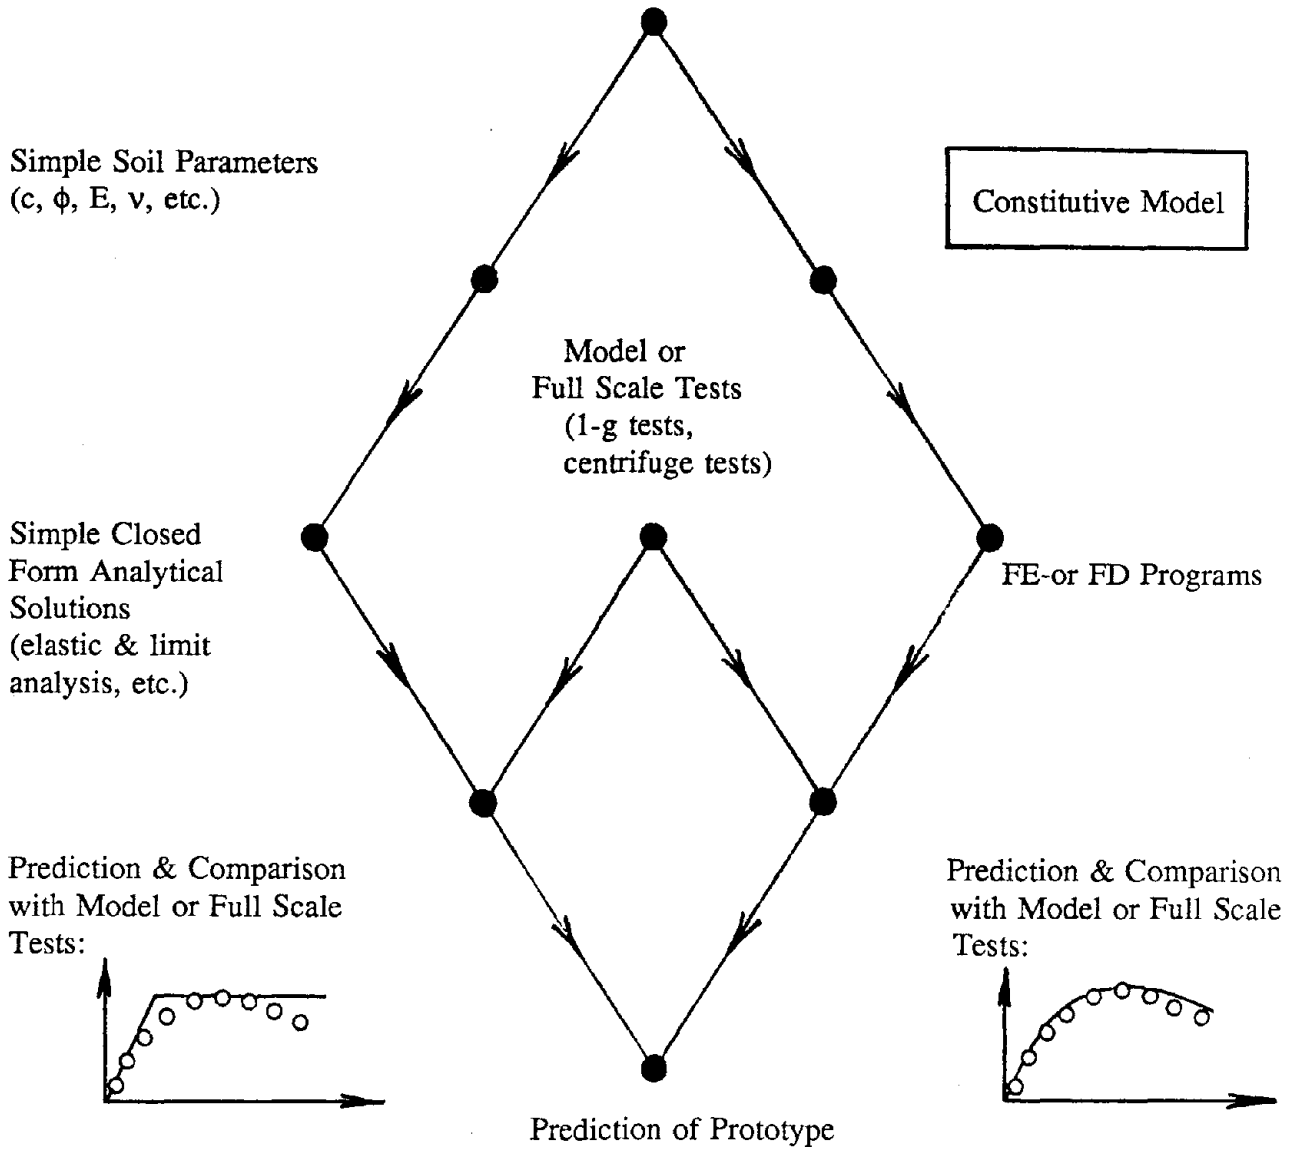 Simple Soil Parameters
(c, ϕ, E, ν, etc.)
Constitutive Model
Model or
Full Scale Tests
(1-g tests,
centrifuge tests)
Simple Closed
Form Analytical
Solutions
(elastic & limit
analysis, etc.)
FE-or FD Programs
Prediction & Comparison
with Model or Full Scale
Tests:
Prediction & Comparison
with Model or Full Scale
Tests:
Prediction of Prototype